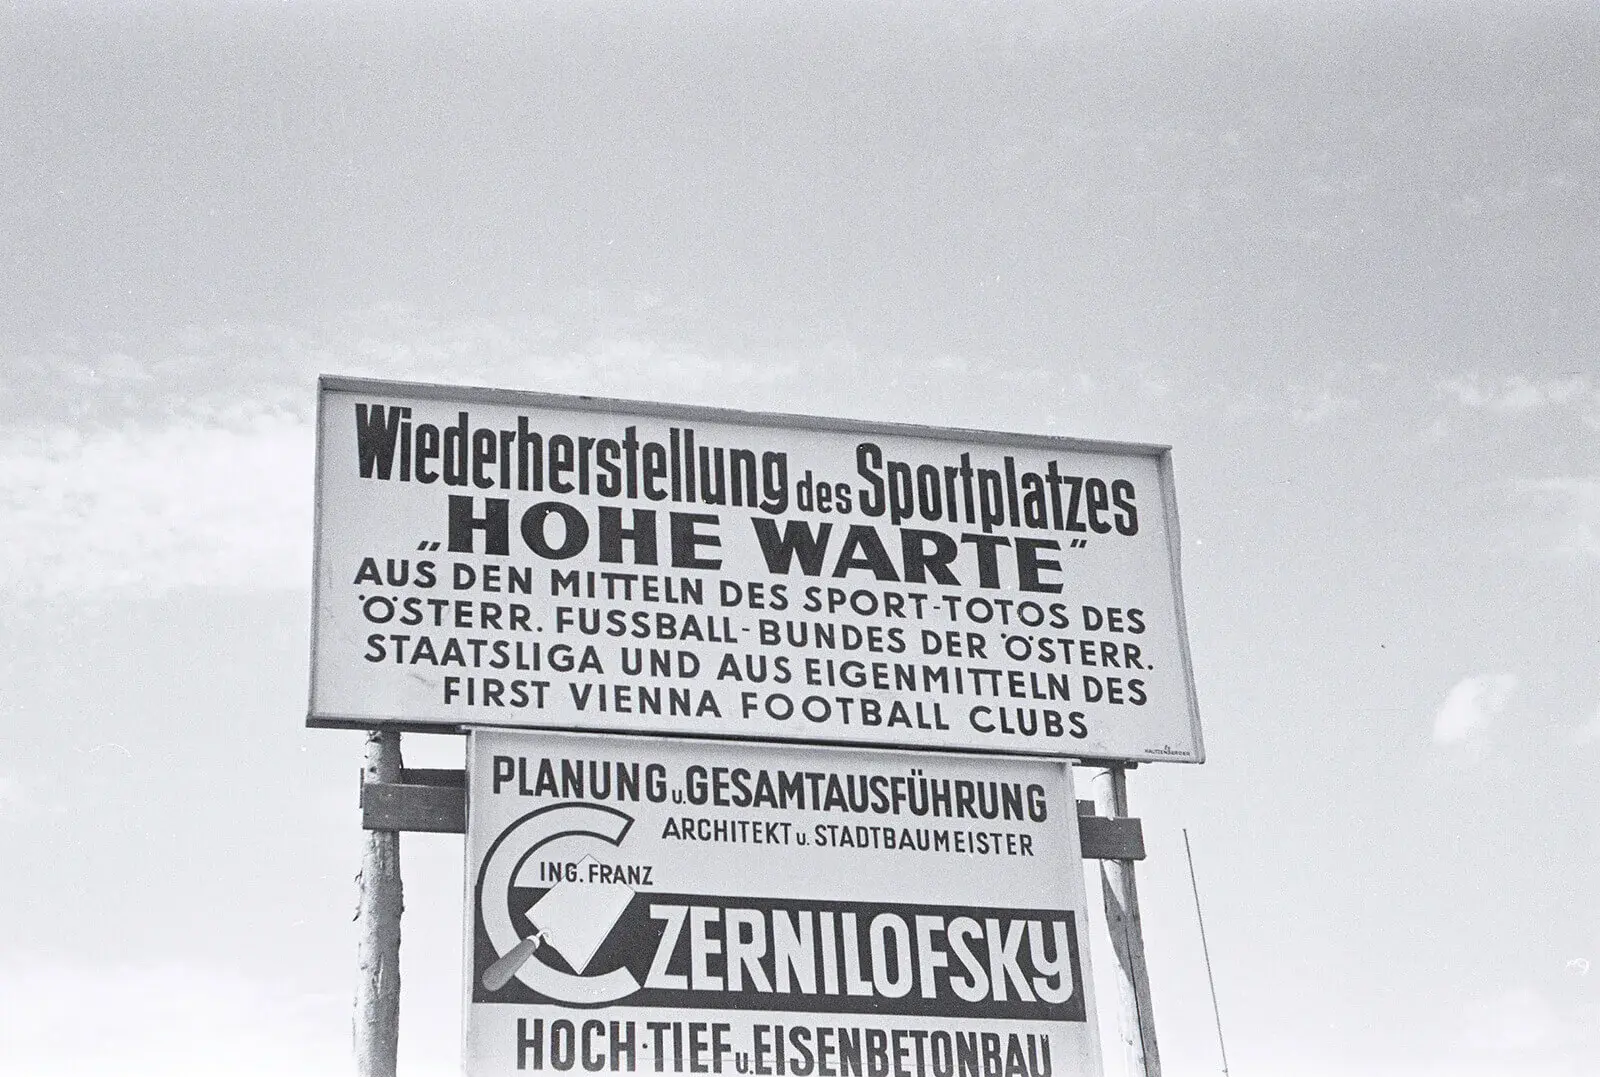 Wiederherstellung des Sportplatzes
„HOHE WARTE"
AUS DEN MITTELN DES SPORT-TOTOS DES
ÖSTERR. FUSSBALL-BUNDES DER ÖSTERR.
STAATSLIGA UND AUS EIGENMITTELN DES
FIRST VIENNA FOOTBALL CLUBS
PLANUNG u. GESAMTAUSFÜHRUNG
ARCHITEKT u. STADTBAUMEISTER
ING. FRANZ
CZERNILOFSKY
HOCH-TIEF u. EISENBETONBAU